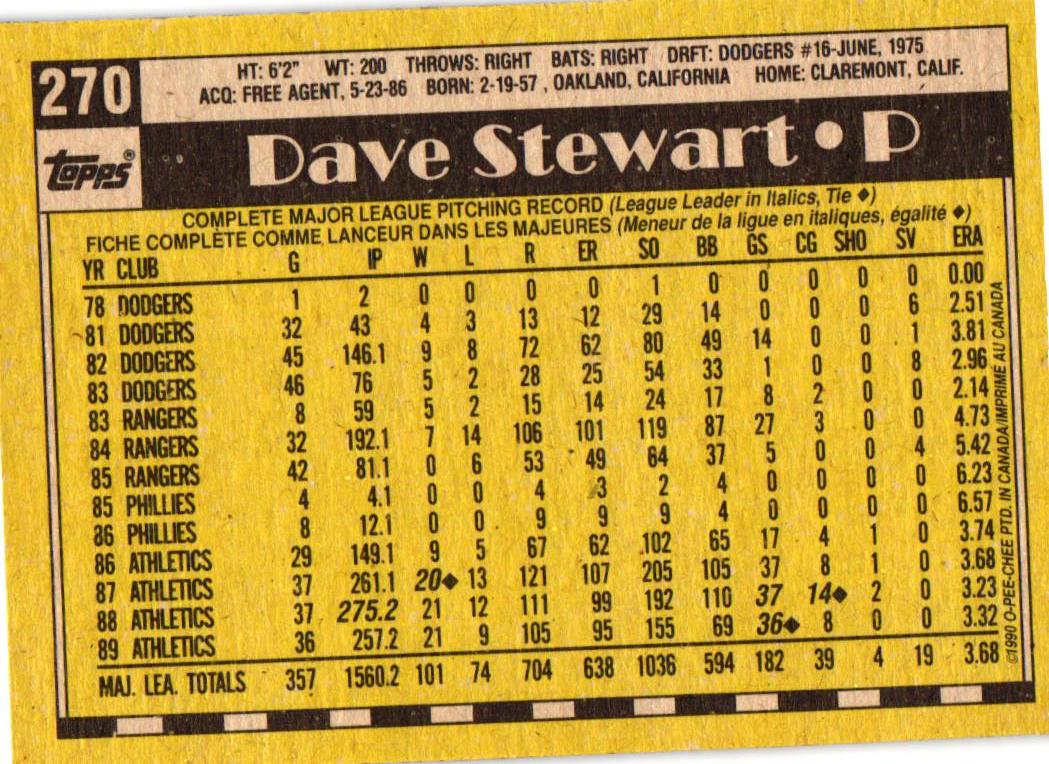 270
HT: 6'2" WT: 200 THROWS: RIGHT BATS: RIGHT DRFT: DODGERS #16-JUNE, 1975
ACQ: FREE AGENT, 5-23-86 BORN: 2-19-57 , OAKLAND, CALIFORNIA HOME: CLAREMONT, CALIF.
TOPPS®
Dave Stewart • P
COMPLETE MAJOR LEAGUE PITCHING RECORD (League Leader in Italics, Tie ◆)
FICHE COMPLÈTE COMME LANCEUR DANS LES MAJEURES (Meneur de la ligue en italiques, égalité ◆)
YR CLUB G IP W L R ER SO BB GS CG SHO SV ERA
78 DODGERS 1 2 0 0 0 0 1 0 0 0 0 0 0.00
81 DODGERS 32 43 4 3 13 12 29 14 0 0 0 6 2.51
82 DODGERS 45 146.1 9 8 72 62 80 49 14 0 0 1 3.81
83 DODGERS 46 76 5 2 28 25 54 33 1 0 0 8 2.96
83 RANGERS 8 59 5 2 15 14 24 17 8 2 0 0 2.14
84 RANGERS 32 192.1 7 14 106 101 119 87 27 3 0 0 4.73
85 RANGERS 42 81.1 0 6 53 49 64 37 5 0 0 4 5.42
85 PHILLIES 4 4.1 0 0 4 3 2 4 0 0 0 0 6.23
86 PHILLIES 8 12.1 0 0 9 9 9 4 0 0 0 0 6.57
86 ATHLETICS 29 149.1 9 5 67 62 102 65 17 4 1 0 3.74
87 ATHLETICS 37 261.1 20◆ 13 121 107 205 105 37 8 1 0 3.68
88 ATHLETICS 37 275.2 21 12 111 99 192 110 37 14◆ 2 0 3.23
89 ATHLETICS 36 257.2 21 9 105 95 155 69 36◆ 8 0 0 3.32
MAJ. LEA. TOTALS 357 1560.2 101 74 704 638 1036 594 182 39 4 19 3.68
©1990 O-PEE-CHEE PTD. IN CANADA/IMPRIMÉ AU CANADA